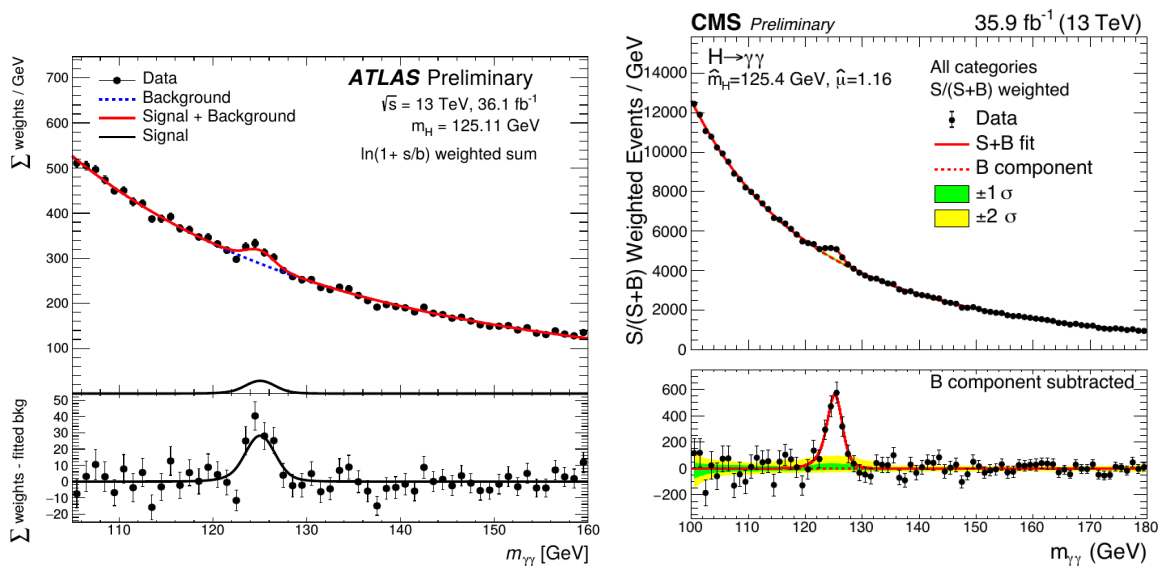 ATLAS Preliminary
√s = 13 TeV, 36.1 fb⁻¹
m_H = 125.11 GeV
ln(1+ s/b) weighted sum
Data
Background
Signal + Background
Signal
Σ weights / GeV
700
600
500
400
300
200
100
Σ weights - fitted bkg
50
40
30
20
10
0
−10
−20
110 120 130 140 150 160
m_γγ [GeV]
CMS Preliminary 35.9 fb⁻¹ (13 TeV)
H→γγ
m̂_H=125.4 GeV, μ̂=1.16
All categories
S/(S+B) weighted
Data
S+B fit
B component
±1 σ
±2 σ
S/(S+B) Weighted Events / GeV
14000
12000
10000
8000
6000
4000
2000
0
B component subtracted
600
400
200
0
−200
100 110 120 130 140 150 160 170 180
m_γγ (GeV)